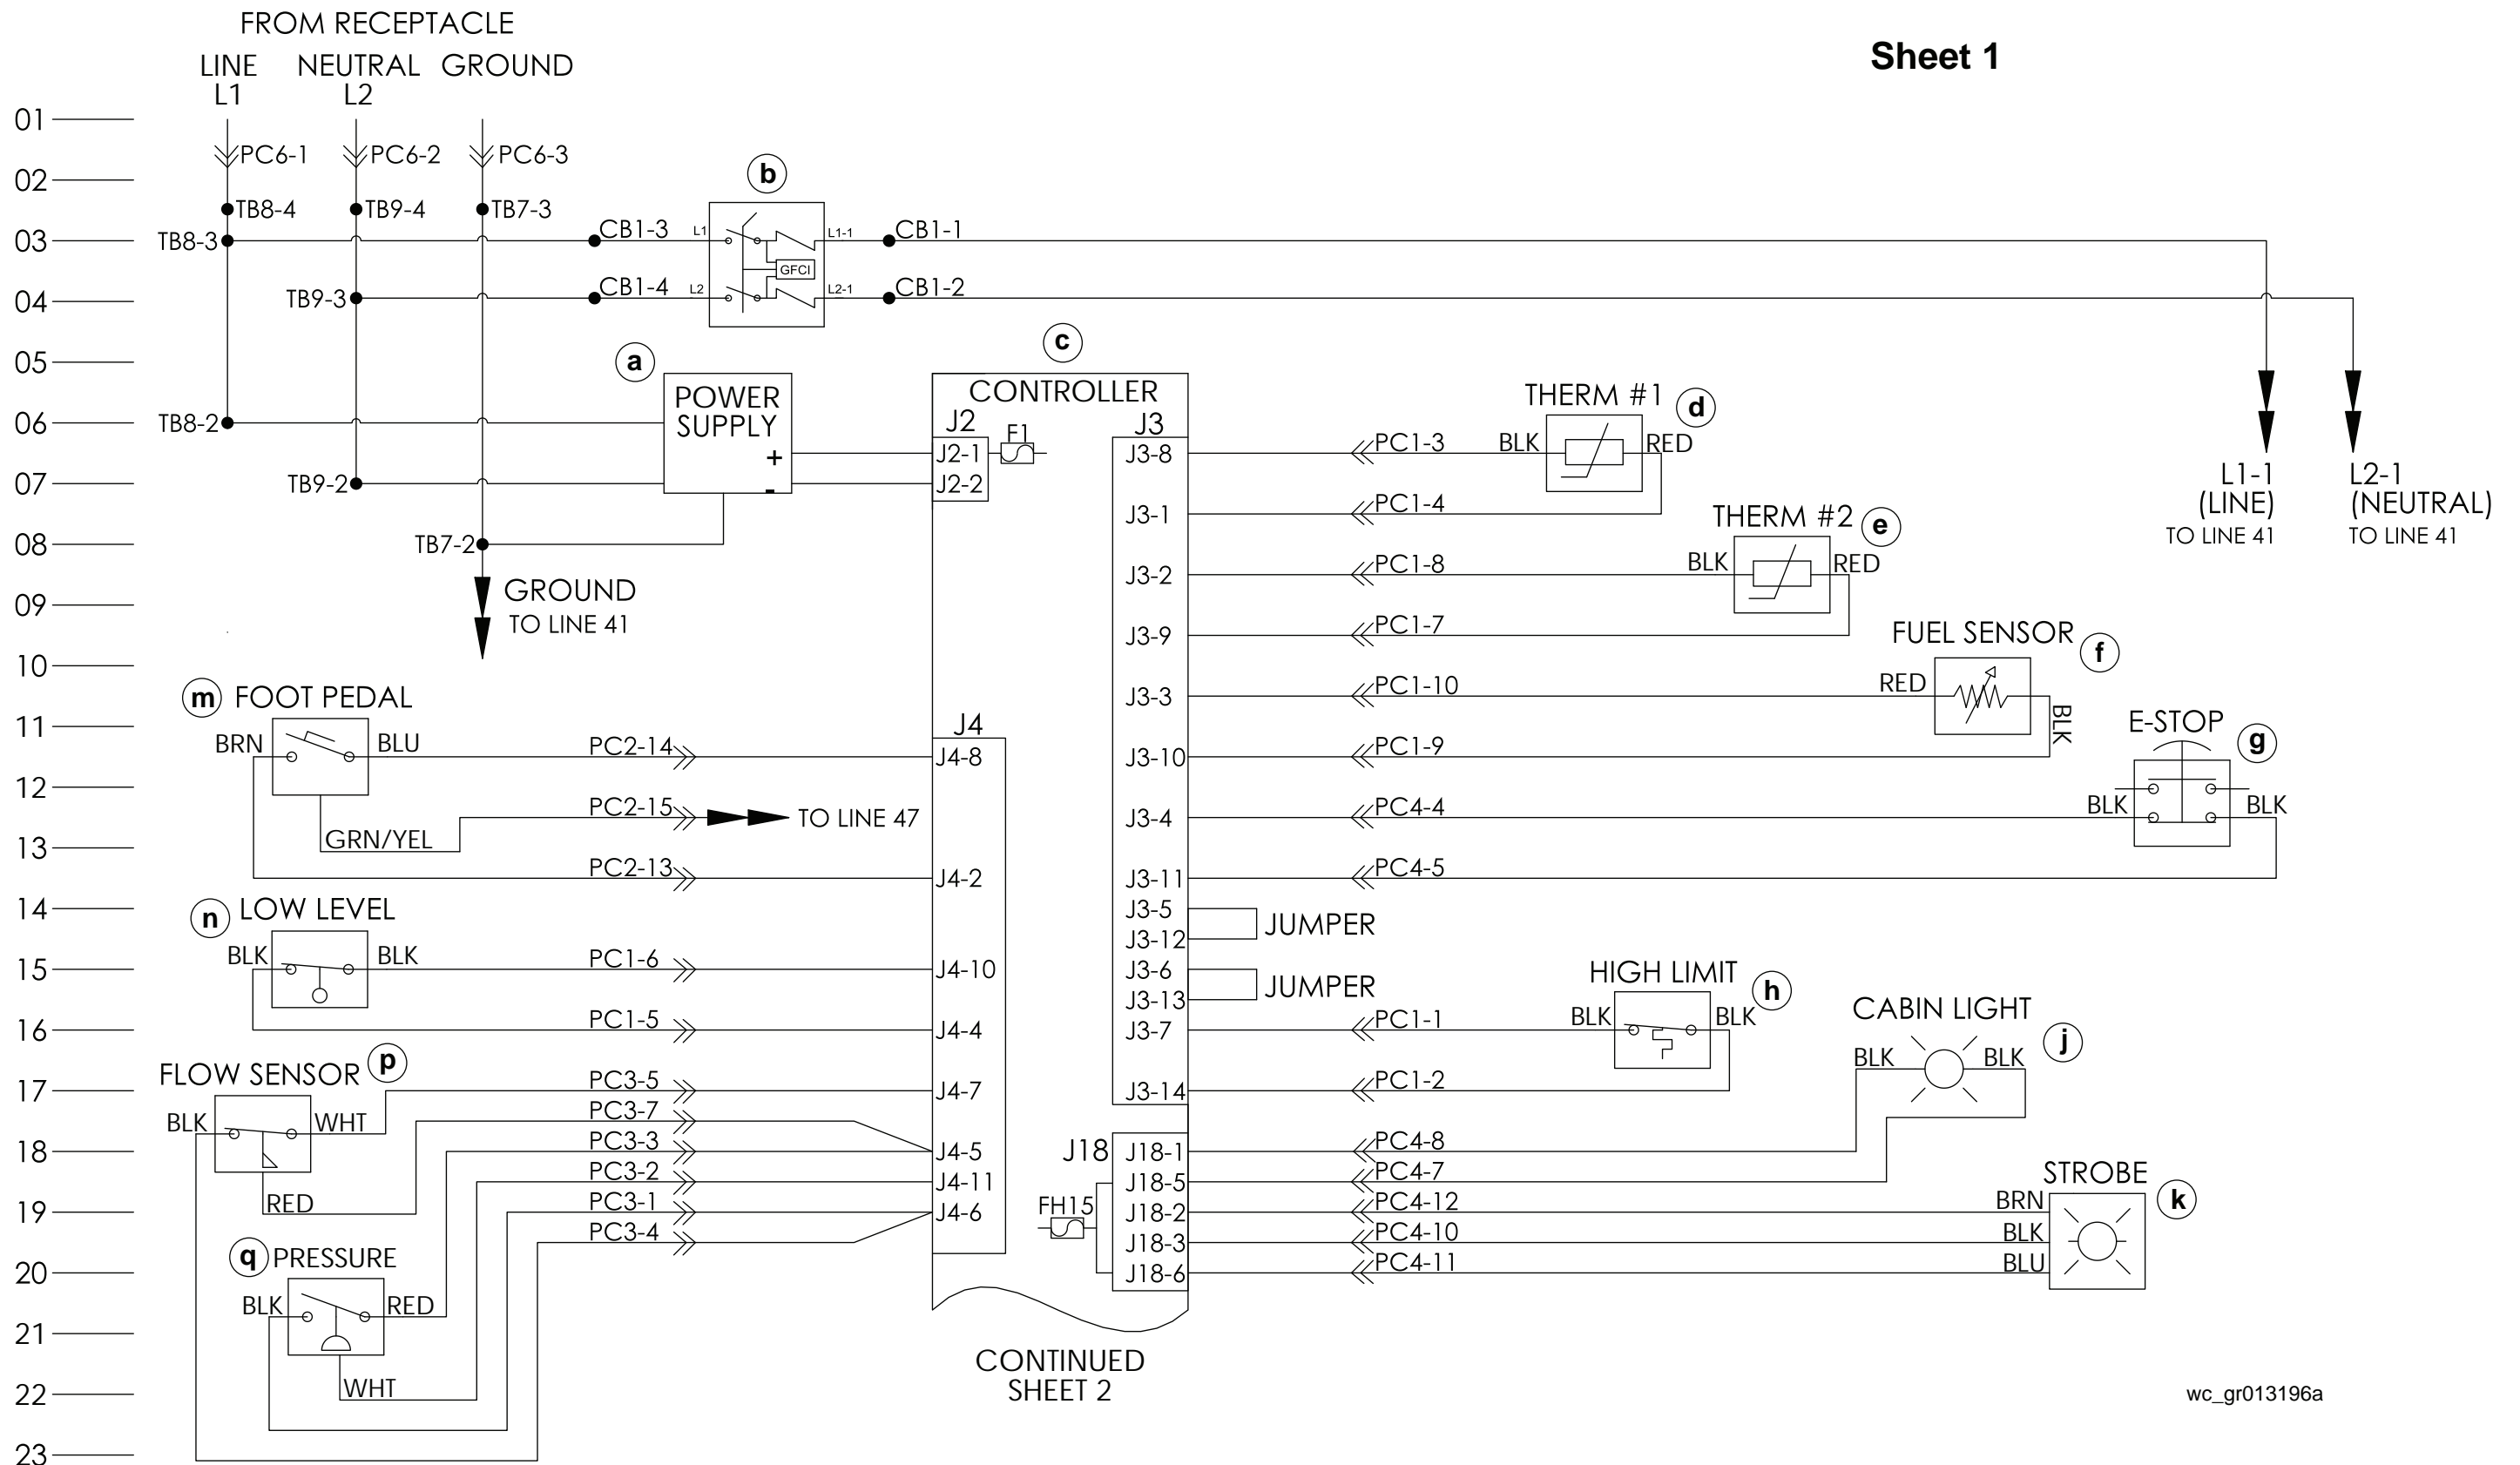 FROM RECEPTACLE
Sheet 1
LINE NEUTRAL GROUND
L1 L2
01
PC6-1 PC6-2 PC6-3
02
b
TB8-4 TB9-4 TB7-3
03 TB8-3 CB1-3 L1 L1-1 CB1-1
GFCI
04 TB9-3 CB1-4 L2 L2-1 CB1-2
05 a c
POWER SUPPLY
CONTROLLER
THERM #1 d
06 TB8-2
J2 F1 J3
+ J2-1 J3-8 PC1-3 BLK RED
07 TB9-2 - J2-2
L1-1 (LINE) TO LINE 41
L2-1 (NEUTRAL) TO LINE 41
J3-1 PC1-4
THERM #2 e
08 TB7-2
J3-2 PC1-8 BLK RED
GROUND
09 TO LINE 41
J3-9 PC1-7
FUEL SENSOR f
10
m FOOT PEDAL
J3-3 PC1-10 RED BLK
11 J4
E-STOP g
BRN BLU PC2-14 J4-8 J3-10 PC1-9
12
PC2-15 TO LINE 47 J3-4 PC4-4 BLK BLK
13 GRN/YEL
PC2-13 J4-2 J3-11 PC4-5
14 n LOW LEVEL J3-5
JUMPER
J3-12
15 BLK BLK PC1-6 J4-10 J3-6
JUMPER
J3-13
HIGH LIMIT h
16 PC1-5 J4-4 J3-7 PC1-1 BLK BLK
CABIN LIGHT j
BLK BLK
FLOW SENSOR p
17 PC3-5 J4-7 J3-14 PC1-2
BLK WHT PC3-7
18 PC3-3 J4-5 J18 J18-1 PC4-8
PC3-2 J4-11 J18-5 PC4-7
STROBE k
RED
19 PC3-1 J4-6 FH15 J18-2 PC4-12 BRN
PC3-4 J18-3 PC4-10 BLK
q PRESSURE
20 J18-6 PC4-11 BLU
BLK RED
21
CONTINUED
SHEET 2
22 WHT
wc_gr013196a
23